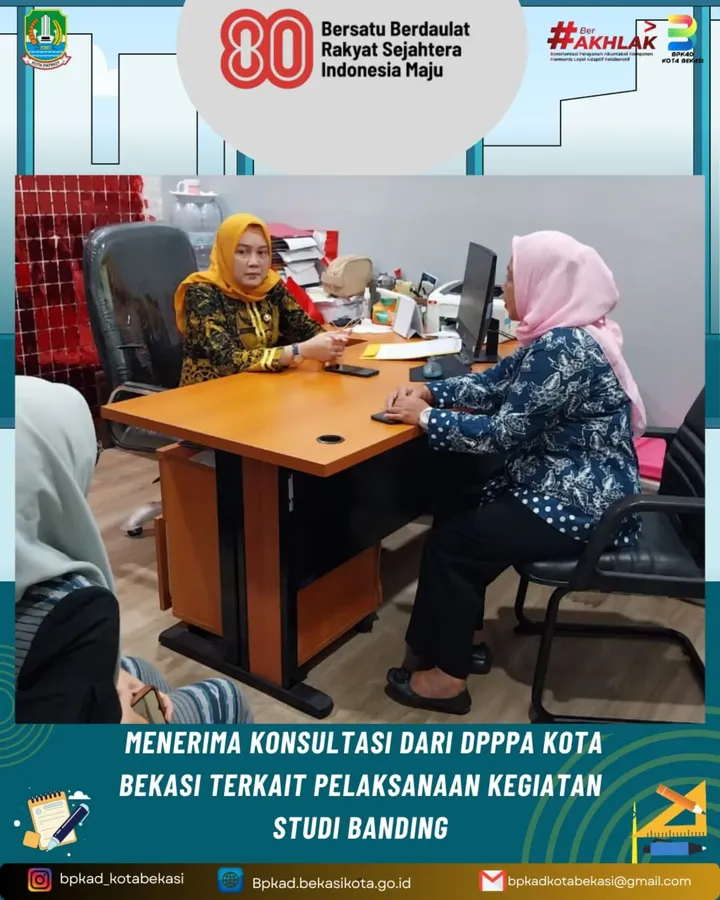 80
Bersatu Berdaulat
Rakyat Sejahtera
Indonesia Maju
#BerAKHLAK
BPKAD
KOTA BEKASI
MENERIMA KONSULTASI DARI DPPPA KOTA
BEKASI TERKAIT PELAKSANAAN KEGIATAN
STUDI BANDING
bpkad_kotabekasi
Bpkad.bekasikota.go.id
bpkadkotabekasi@gmail.com